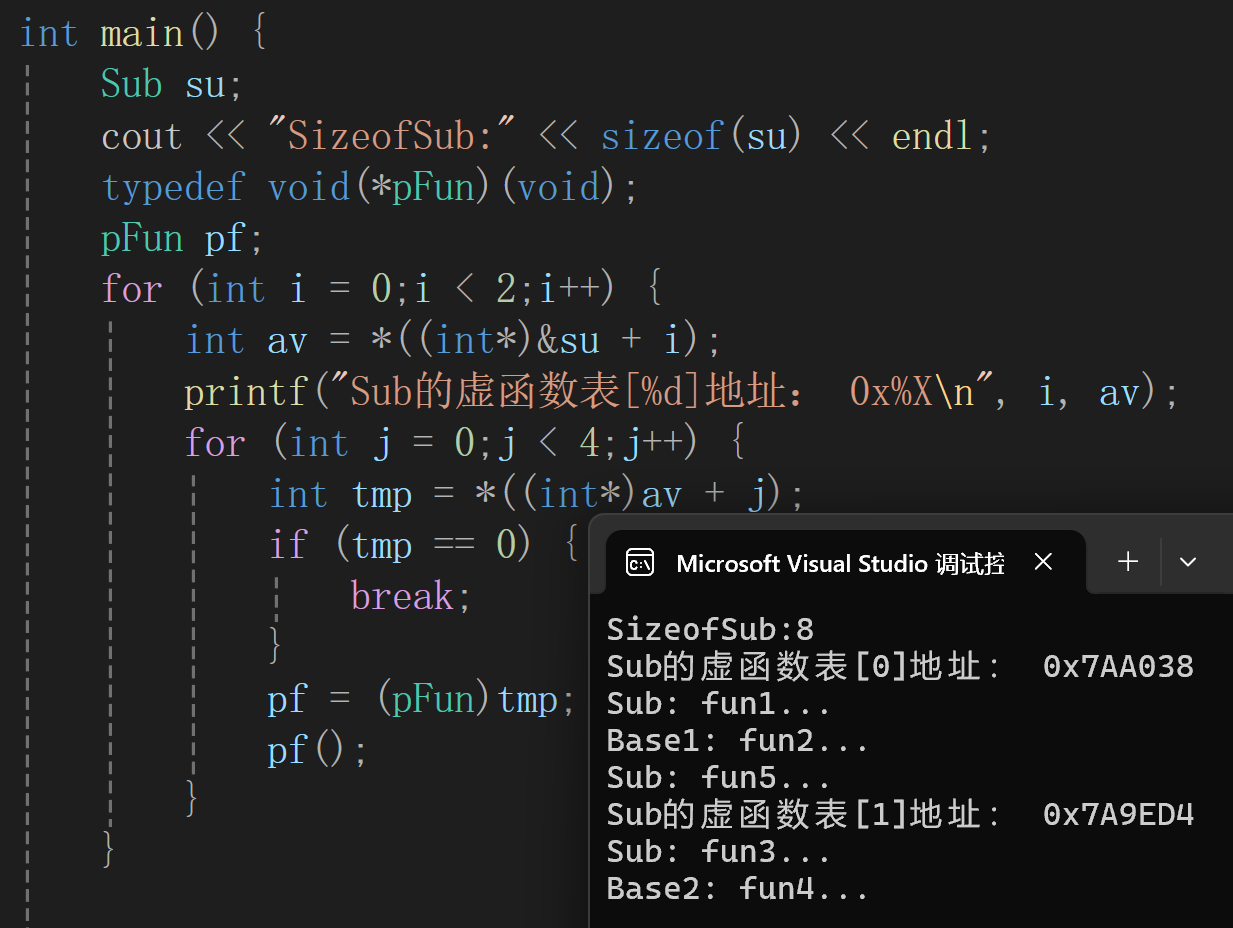 int main() {
Sub su;
cout << "SizeofSub:" << sizeof(su) << endl;
typedef void(*pFun)(void);
pFun pf;
for (int i = 0;i < 2;i++) {
int av = *((int*)&su + i);
printf("Sub的虚函数表[%d]地址： 0x%X\n", i, av);
for (int j = 0;j < 4;j++) {
int tmp = *((int*)av + j);
if (tmp == 0) {
break;
}
pf = (pFun)tmp;
pf();
}
}
Microsoft Visual Studio 调试控
SizeofSub:8
Sub的虚函数表[0]地址： 0x7AA038
Sub: fun1...
Base1: fun2...
Sub: fun5...
Sub的虚函数表[1]地址： 0x7A9ED4
Sub: fun3...
Base2: fun4...